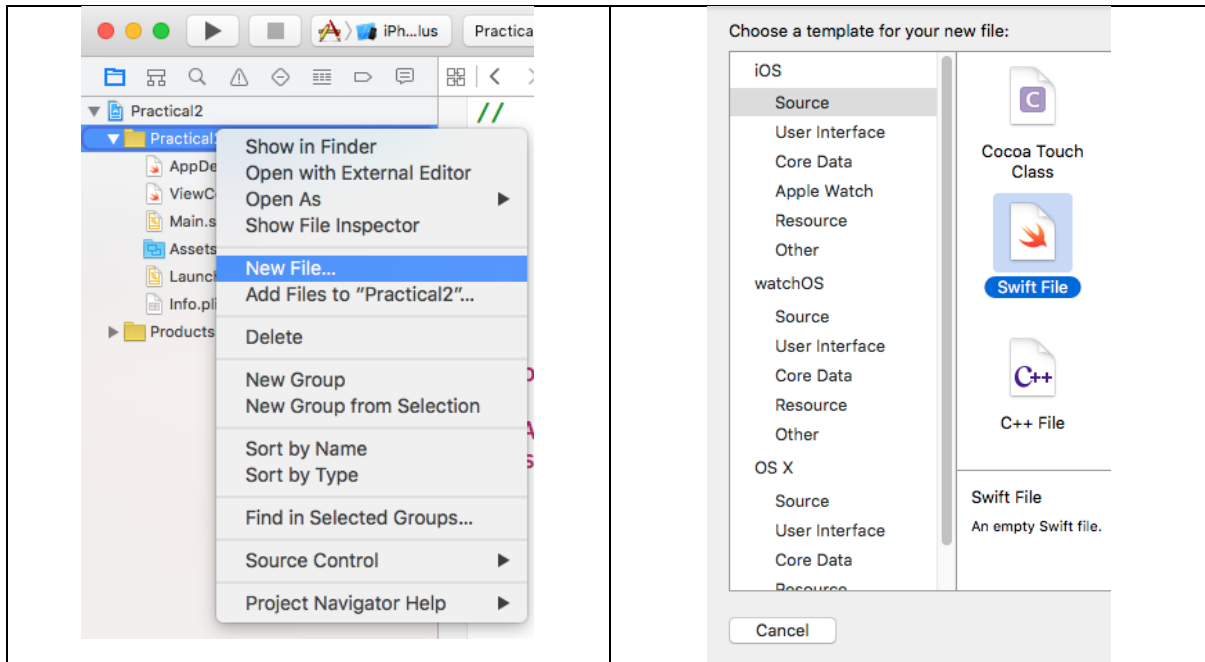 iPh...lus
Practica
Practical2
//
Practical
AppDe
ViewC
Main.s
Assets
Launch
Info.pli
Products
Show in Finder
Open with External Editor
Open As
Show File Inspector
New File...
Add Files to “Practical2”...
Delete
New Group
New Group from Selection
Sort by Name
Sort by Type
Find in Selected Groups...
Source Control
Project Navigator Help
Choose a template for your new file:
iOS
Source
User Interface
Core Data
Apple Watch
Resource
Other
watchOS
Source
User Interface
Core Data
Resource
Other
OS X
Source
User Interface
Core Data
Resource
C
Cocoa Touch
Class
Swift File
C++
C++ File
Swift File
An empty Swift file.
Cancel